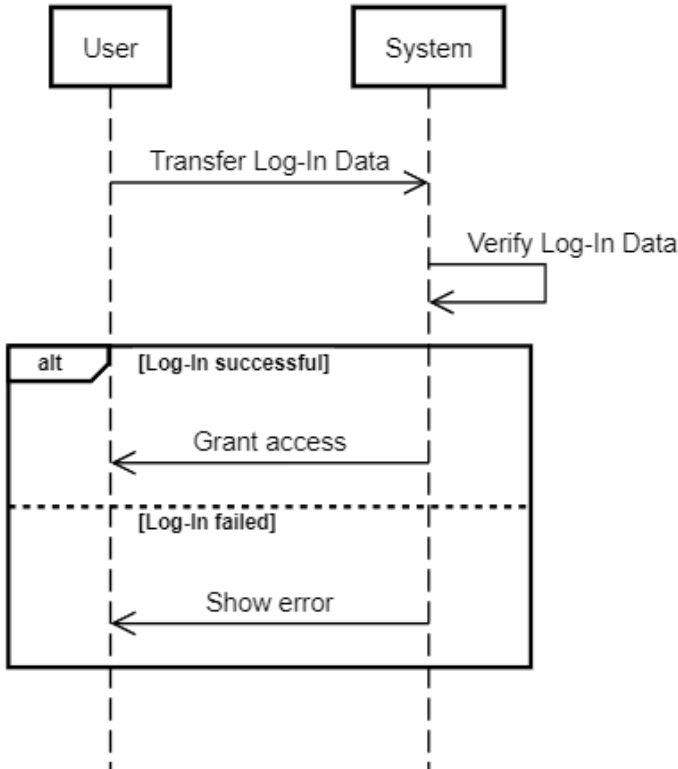 User
System
Transfer Log-In Data
Verify Log-In Data
alt
[Log-In successful]
Grant access
[Log-In failed]
Show error